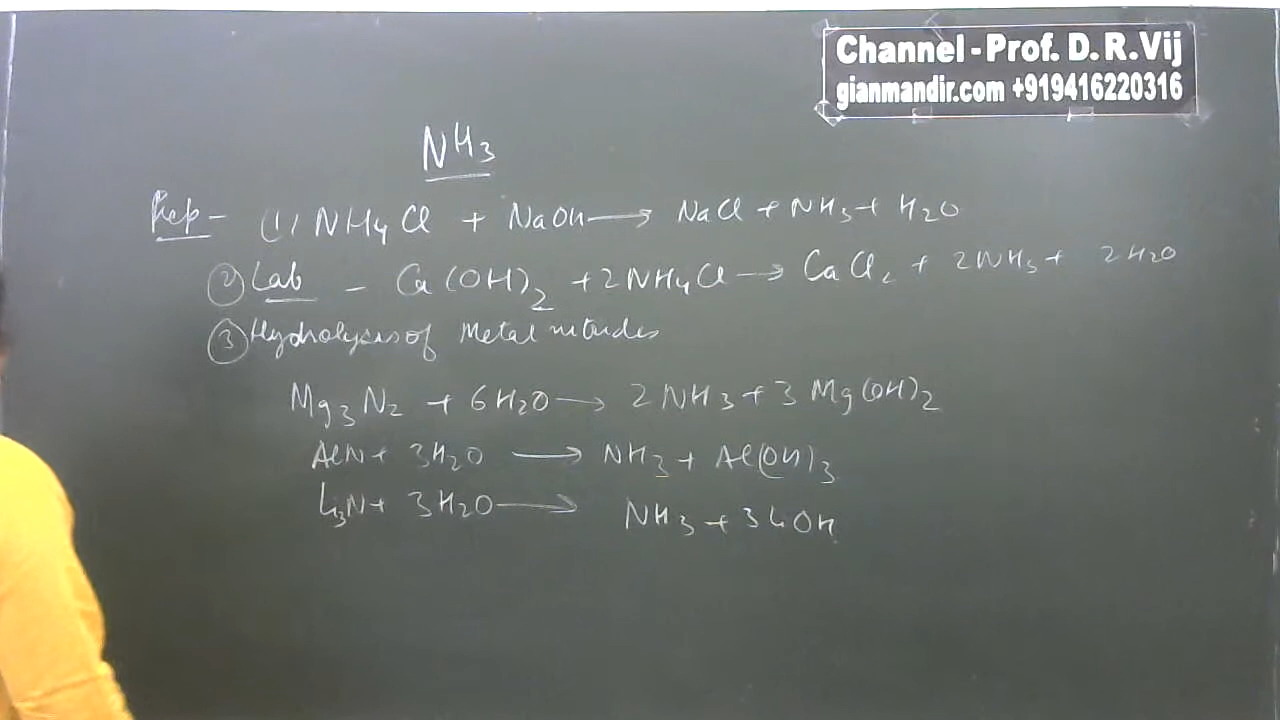 Channel - Prof. D.R.Vij
gianmandir.com +919416220316
NH₃
Prep - (1) NH₄Cl + NaOH ⟶ NaCl + NH₃ + H₂O
② Lab - Ca(OH)₂ + 2NH₄Cl ⟶ CaCl₂ + 2NH₃ + 2H₂O
③ Hydrolysis of Metal nitrides
Mg₃N₂ + 6H₂O ⟶ 2NH₃ + 3Mg(OH)₂
AlN + 3H₂O ⟶ NH₃ + Al(OH)₃
Li₃N + 3H₂O ⟶ NH₃ + 3LiOH